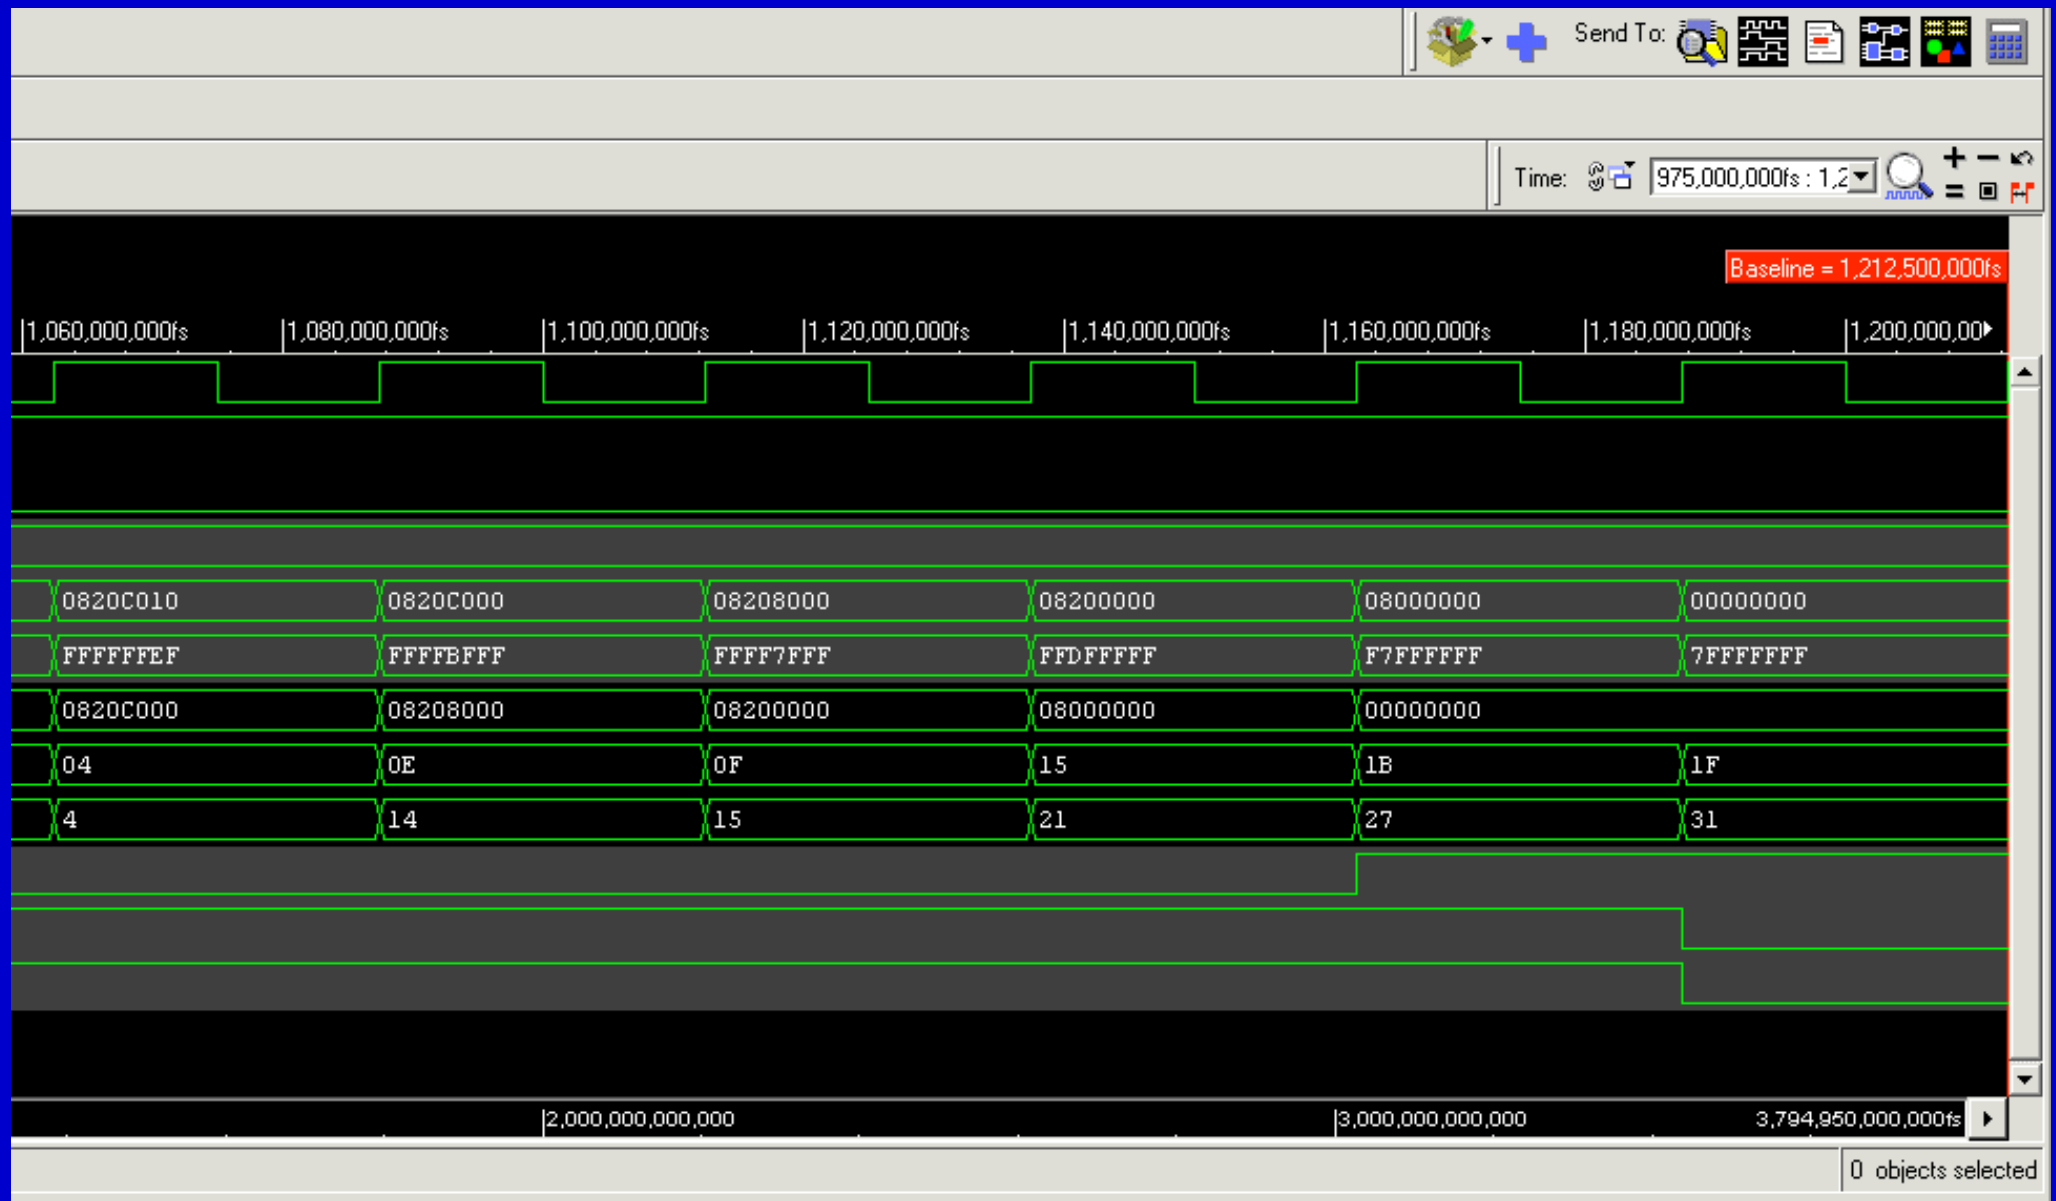 Send To:
Time: 975,000,000fs : 1,2
Baseline = 1,212,500,000fs
1,060,000,000fs 1,080,000,000fs 1,100,000,000fs 1,120,000,000fs 1,140,000,000fs 1,160,000,000fs 1,180,000,000fs 1,200,000,00
0820C010 0820C000 08208000 08200000 08000000 00000000
FFFFFFEF FFFFBFFF FFFF7FFF FFDFFFFF F7FFFFFF 7FFFFFFF
0820C000 08208000 08200000 08000000 00000000
04 0E 0F 15 1B 1F
4 14 15 21 27 31
2,000,000,000,000 3,000,000,000,000 3,794,950,000,000fs
0 objects selected